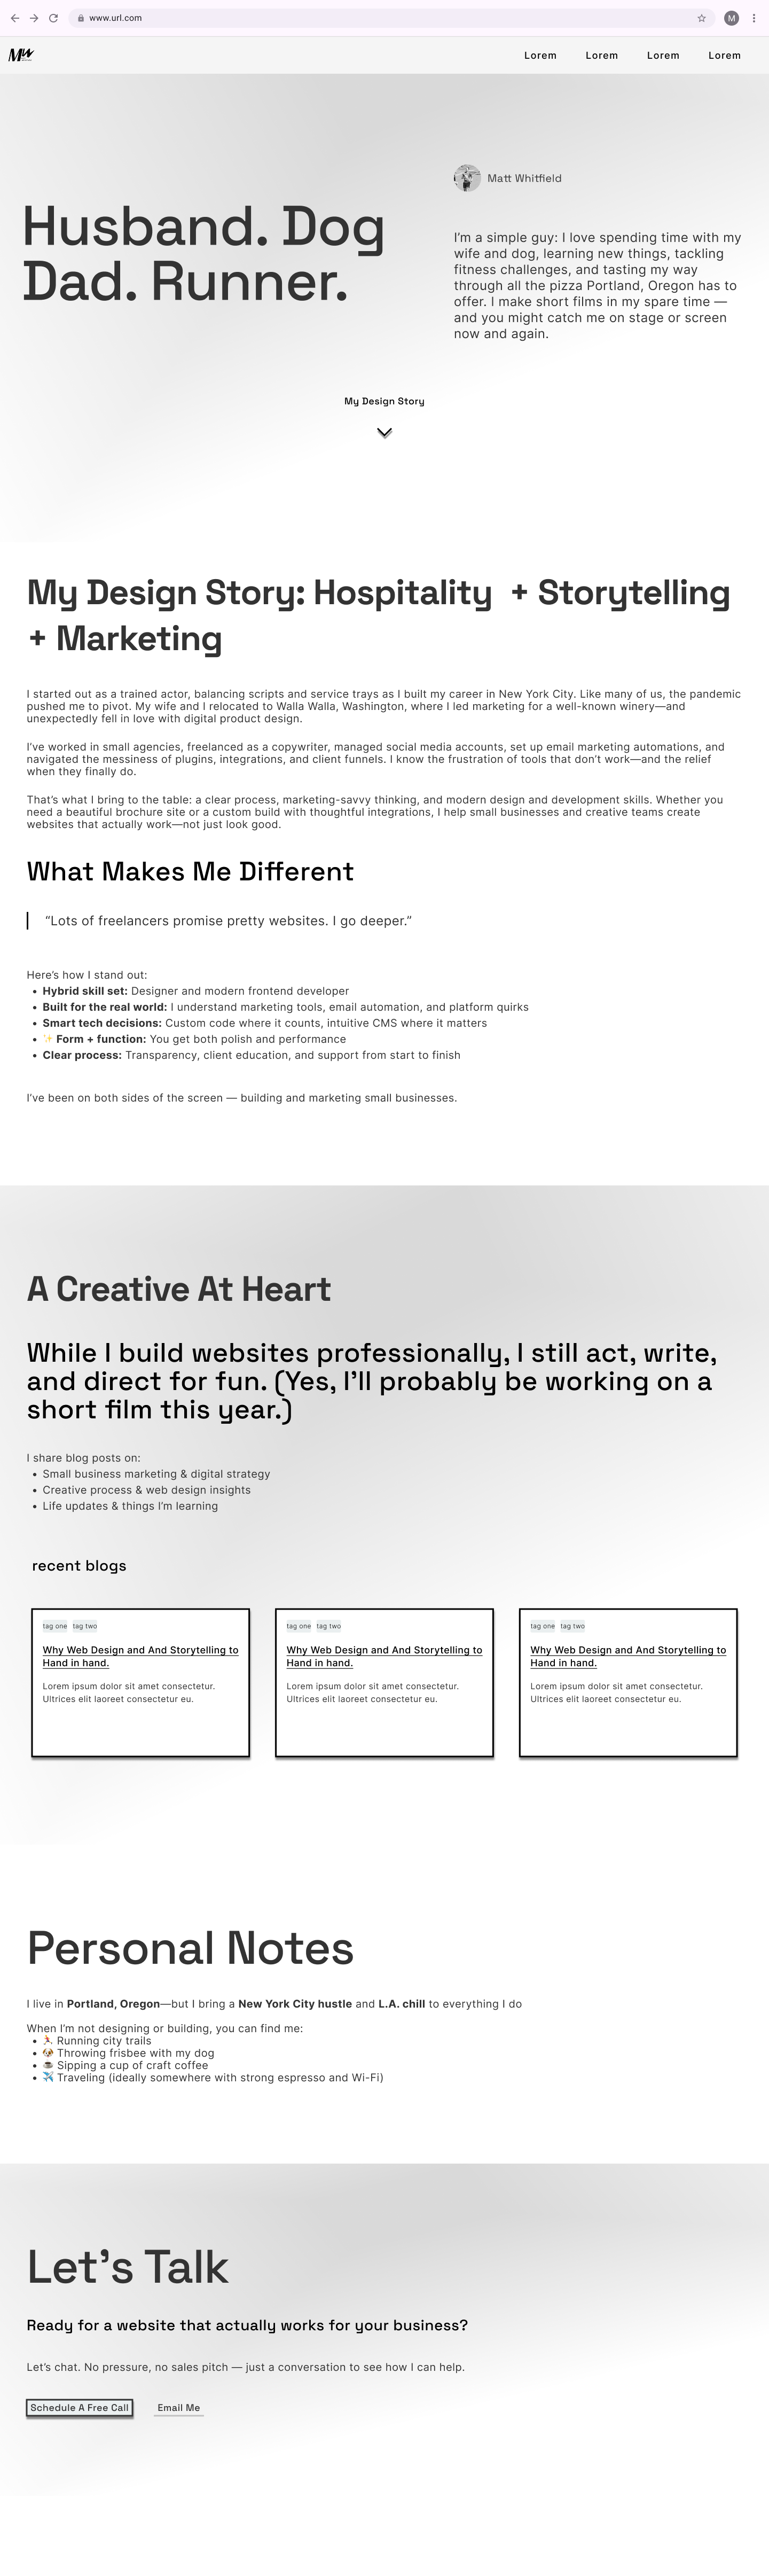 www.url.com
M
MW
Lorem Lorem Lorem Lorem
Matt Whitfield
Husband. Dog
Dad. Runner.
I'm a simple guy: I love spending time with my
wife and dog, learning new things, tackling
fitness challenges, and tasting my way
through all the pizza Portland, Oregon has to
offer. I make short films in my spare time —
and you might catch me on stage or screen
now and again.
My Design Story
My Design Story: Hospitality + Storytelling
+ Marketing
I started out as a trained actor, balancing scripts and service trays as I built my career in New York City. Like many of us, the pandemic
pushed me to pivot. My wife and I relocated to Walla Walla, Washington, where I led marketing for a well-known winery—and
unexpectedly fell in love with digital product design.
I've worked in small agencies, freelanced as a copywriter, managed social media accounts, set up email marketing automations, and
navigated the messiness of plugins, integrations, and client funnels. I know the frustration of tools that don't work—and the relief
when they finally do.
That's what I bring to the table: a clear process, marketing-savvy thinking, and modern design and development skills. Whether you
need a beautiful brochure site or a custom build with thoughtful integrations, I help small businesses and creative teams create
websites that actually work—not just look good.
What Makes Me Different
“Lots of freelancers promise pretty websites. I go deeper.”
Here's how I stand out:
• Hybrid skill set: Designer and modern frontend developer
• Built for the real world: I understand marketing tools, email automation, and platform quirks
• Smart tech decisions: Custom code where it counts, intuitive CMS where it matters
• ✨ Form + function: You get both polish and performance
• Clear process: Transparency, client education, and support from start to finish
I've been on both sides of the screen — building and marketing small businesses.
A Creative At Heart
While I build websites professionally, I still act, write,
and direct for fun. (Yes, I'll probably be working on a
short film this year.)
I share blog posts on:
• Small business marketing & digital strategy
• Creative process & web design insights
• Life updates & things I'm learning
recent blogs
tag one tag two
Why Web Design and And Storytelling to
Hand in hand.
Lorem ipsum dolor sit amet consectetur.
Ultrices elit laoreet consectetur eu.
tag one tag two
Why Web Design and And Storytelling to
Hand in hand.
Lorem ipsum dolor sit amet consectetur.
Ultrices elit laoreet consectetur eu.
tag one tag two
Why Web Design and And Storytelling to
Hand in hand.
Lorem ipsum dolor sit amet consectetur.
Ultrices elit laoreet consectetur eu.
Personal Notes
I live in Portland, Oregon—but I bring a New York City hustle and L.A. chill to everything I do
When I'm not designing or building, you can find me:
• 🏃 Running city trails
• 🐶 Throwing frisbee with my dog
• ☕ Sipping a cup of craft coffee
• ✈️ Traveling (ideally somewhere with strong espresso and Wi-Fi)
Let's Talk
Ready for a website that actually works for your business?
Let's chat. No pressure, no sales pitch — just a conversation to see how I can help.
Schedule A Free Call Email Me